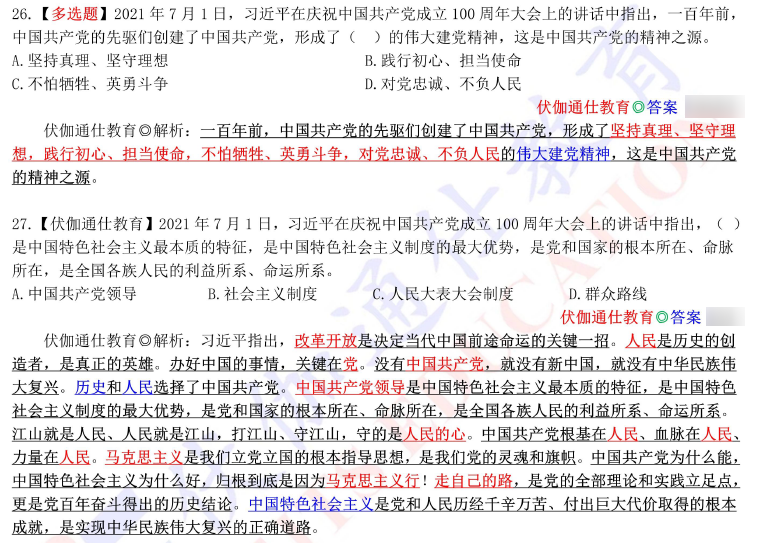 26.【多选题】2021年7月1日，习近平在庆祝中国共产党成立100周年大会上的讲话中指出，一百年前，
中国共产党的先驱们创建了中国共产党，形成了（　）的伟大建党精神，这是中国共产党的精神之源。
A.坚持真理、坚守理想 B.践行初心、担当使命
C.不怕牺牲、英勇斗争 D.对党忠诚、不负人民
伏伽通仕教育◎答案
伏伽通仕教育◎解析：一百年前，中国共产党的先驱们创建了中国共产党，形成了坚持真理、坚守理
想，践行初心、担当使命，不怕牺牲、英勇斗争，对党忠诚、不负人民的伟大建党精神，这是中国共产党
的精神之源。
27.【伏伽通仕教育】2021年7月1日，习近平在庆祝中国共产党成立100周年大会上的讲话中指出，（ ）
是中国特色社会主义最本质的特征，是中国特色社会主义制度的最大优势，是党和国家的根本所在、命脉
所在，是全国各族人民的利益所系、命运所系。
A.中国共产党领导 B.社会主义制度 C.人民大表大会制度 D.群众路线
伏伽通仕教育◎答案
伏伽通仕教育◎解析：习近平指出，改革开放是决定当代中国前途命运的关键一招。人民是历史的创
造者，是真正的英雄。办好中国的事情，关键在党。没有中国共产党，就没有新中国，就没有中华民族伟
大复兴。历史和人民选择了中国共产党。中国共产党领导是中国特色社会主义最本质的特征，是中国特色
社会主义制度的最大优势，是党和国家的根本所在、命脉所在，是全国各族人民的利益所系、命运所系。
江山就是人民、人民就是江山，打江山、守江山，守的是人民的心。中国共产党根基在人民、血脉在人民、
力量在人民。马克思主义是我们立党立国的根本指导思想，是我们党的灵魂和旗帜。中国共产党为什么能，
中国特色社会主义为什么好，归根到底是因为马克思主义行！走自己的路，是党的全部理论和实践立足点，
更是党百年奋斗得出的历史结论。中国特色社会主义是党和人民历经千辛万苦、付出巨大代价取得的根本
成就，是实现中华民族伟大复兴的正确道路。